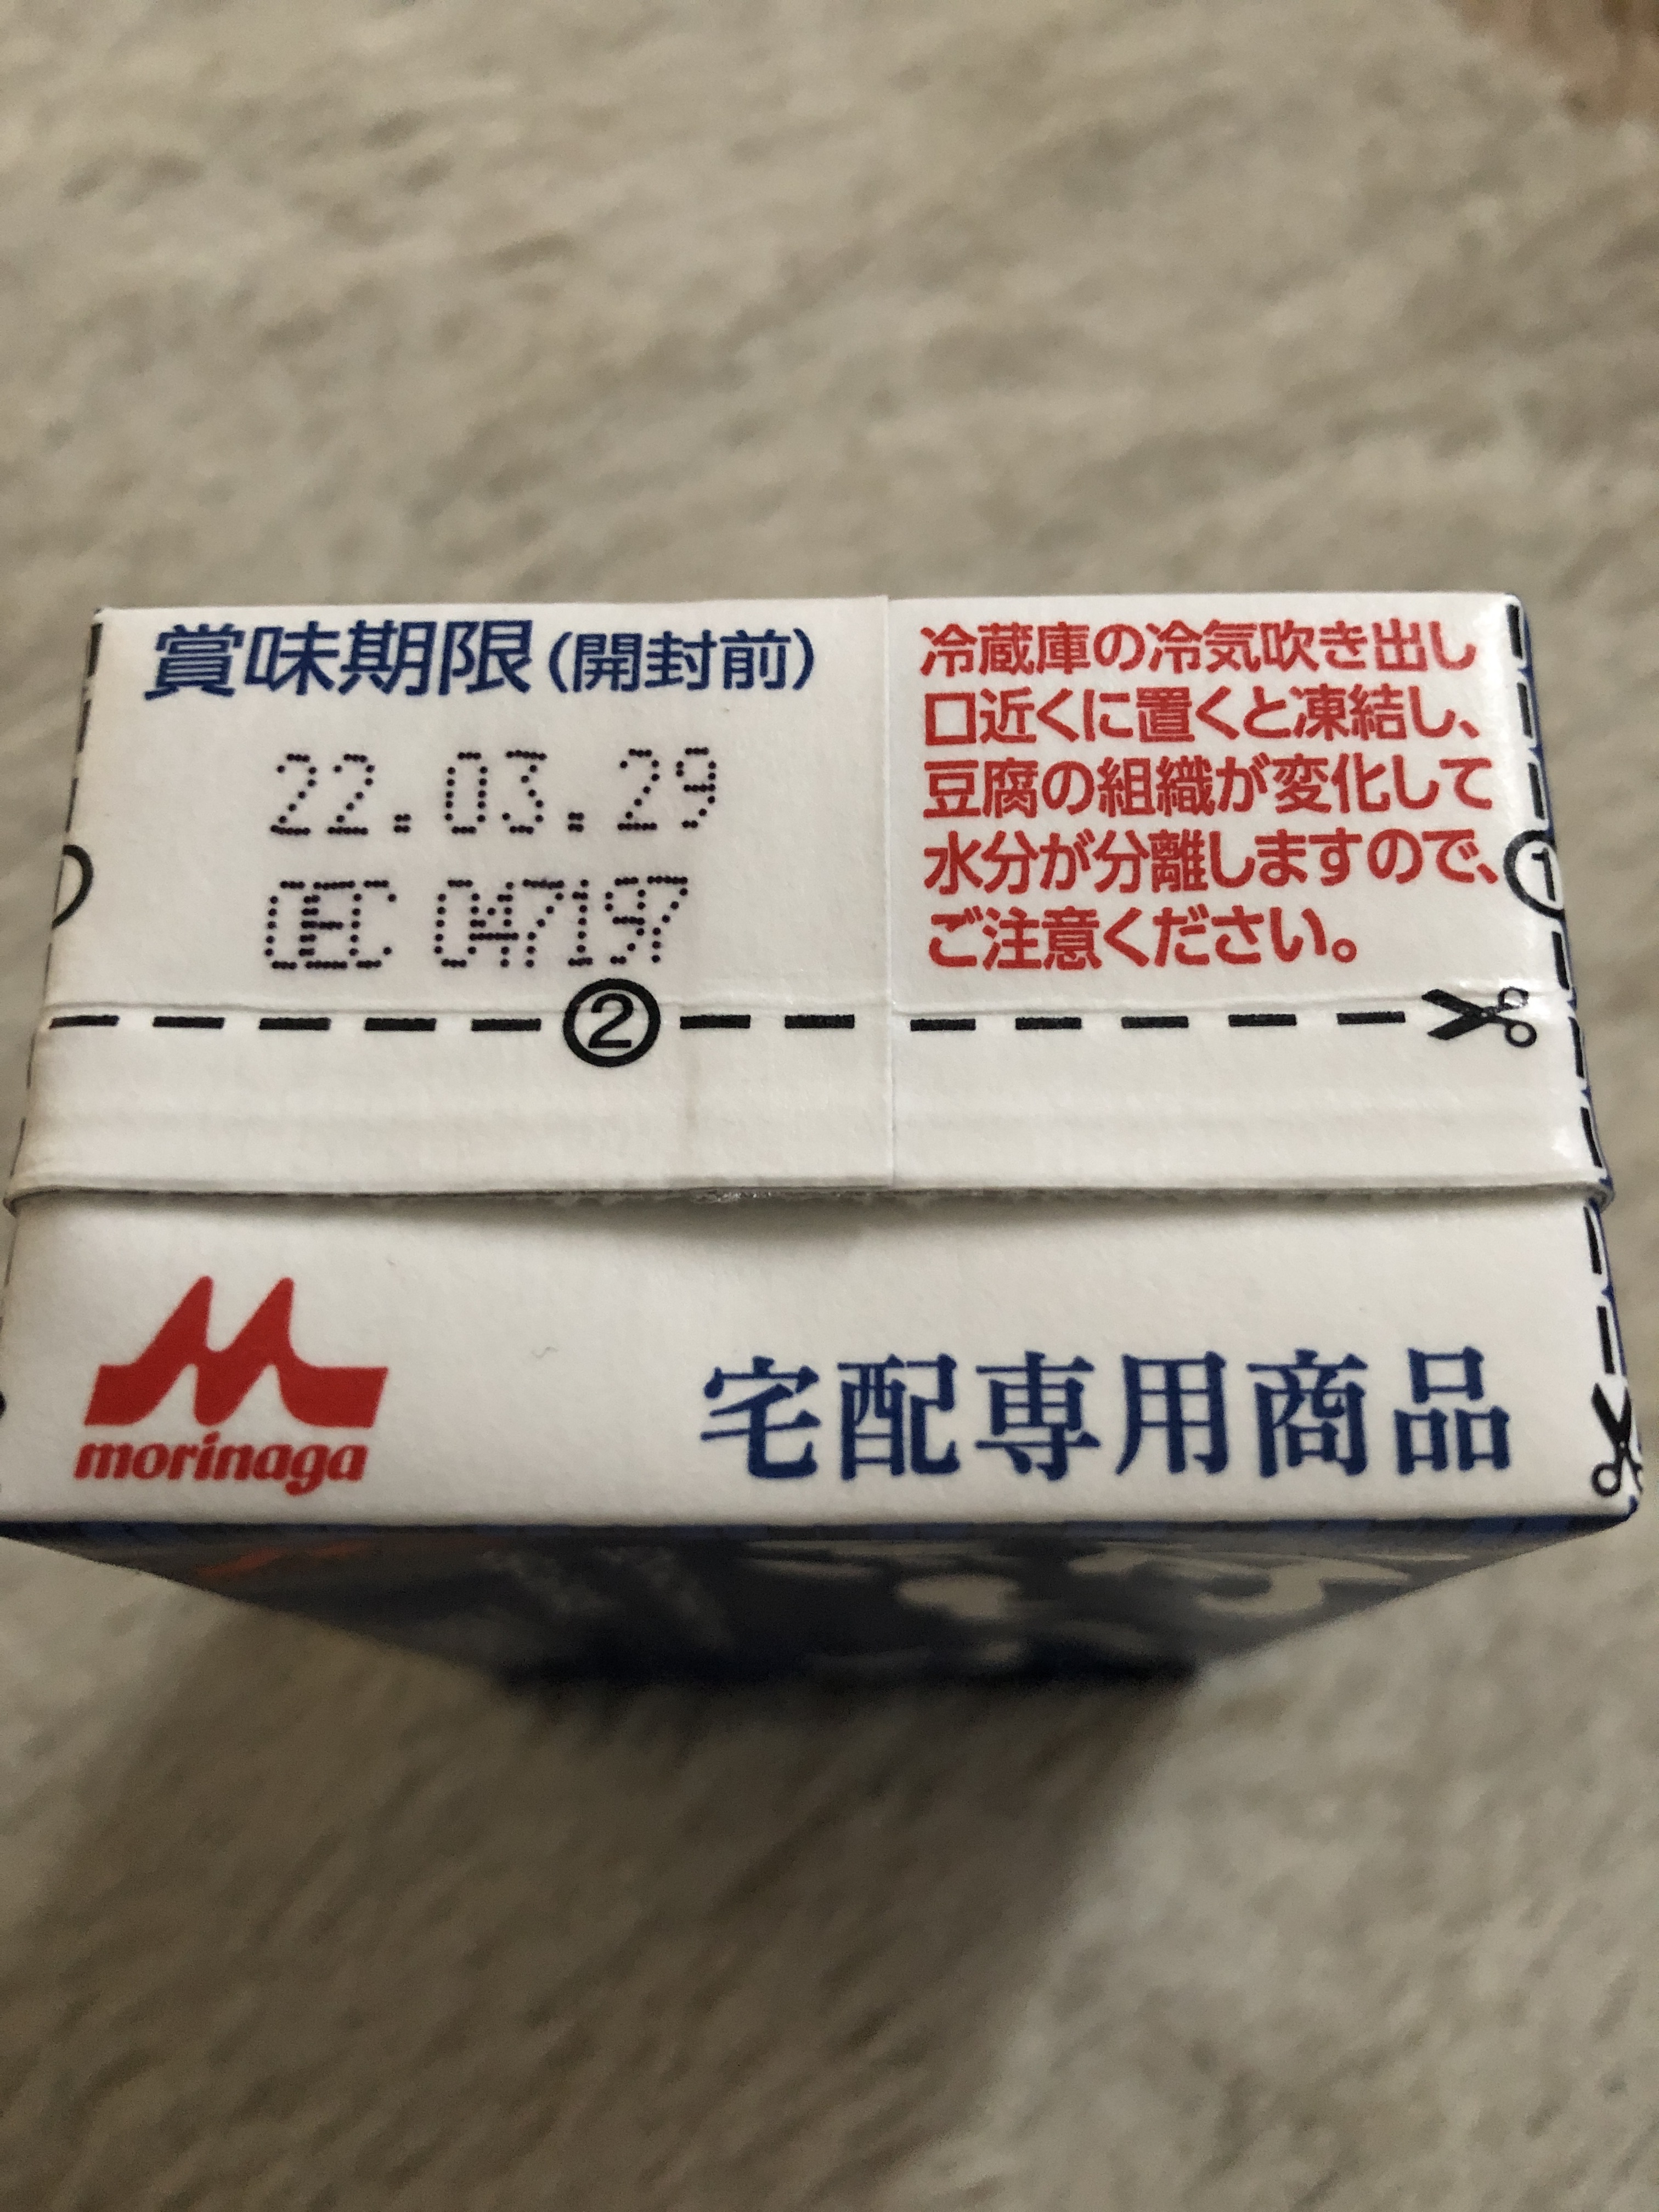 賞味期限(開封前)
22.03.29
冷蔵庫の冷気吹き出し
口近くに置くと凍結し、
豆腐の組織が変化して
水分が分離しますので、
ご注意ください。
①
②
morinaga
宅配専用商品